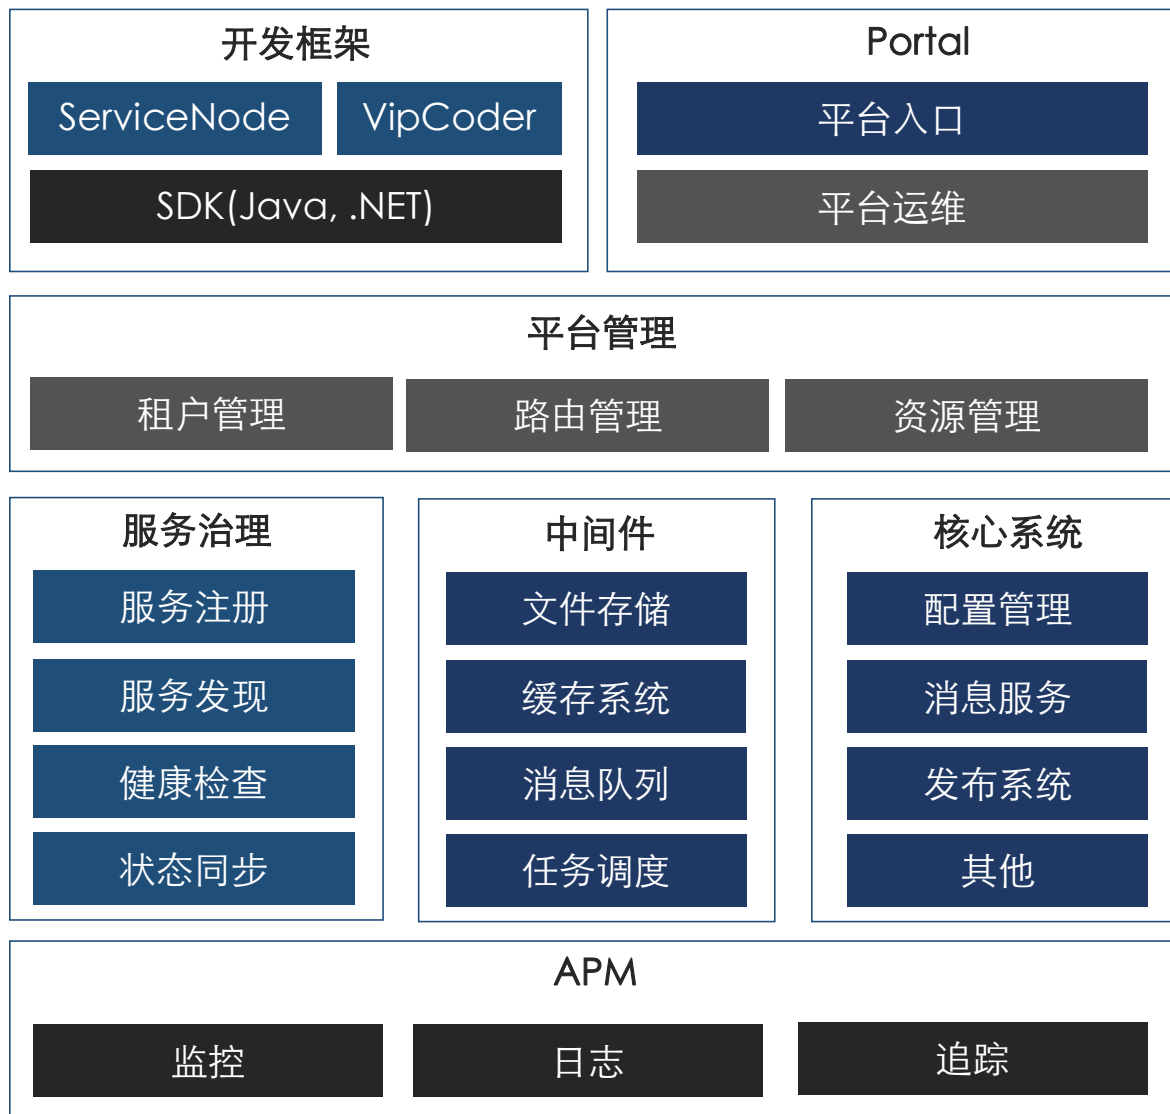 开发框架
ServiceNode
VipCoder
SDK(Java, .NET)
Portal
平台入口
平台运维
平台管理
租户管理
路由管理
资源管理
服务治理
服务注册
服务发现
健康检查
状态同步
中间件
文件存储
缓存系统
消息队列
任务调度
核心系统
配置管理
消息服务
发布系统
其他
APM
监控
日志
追踪